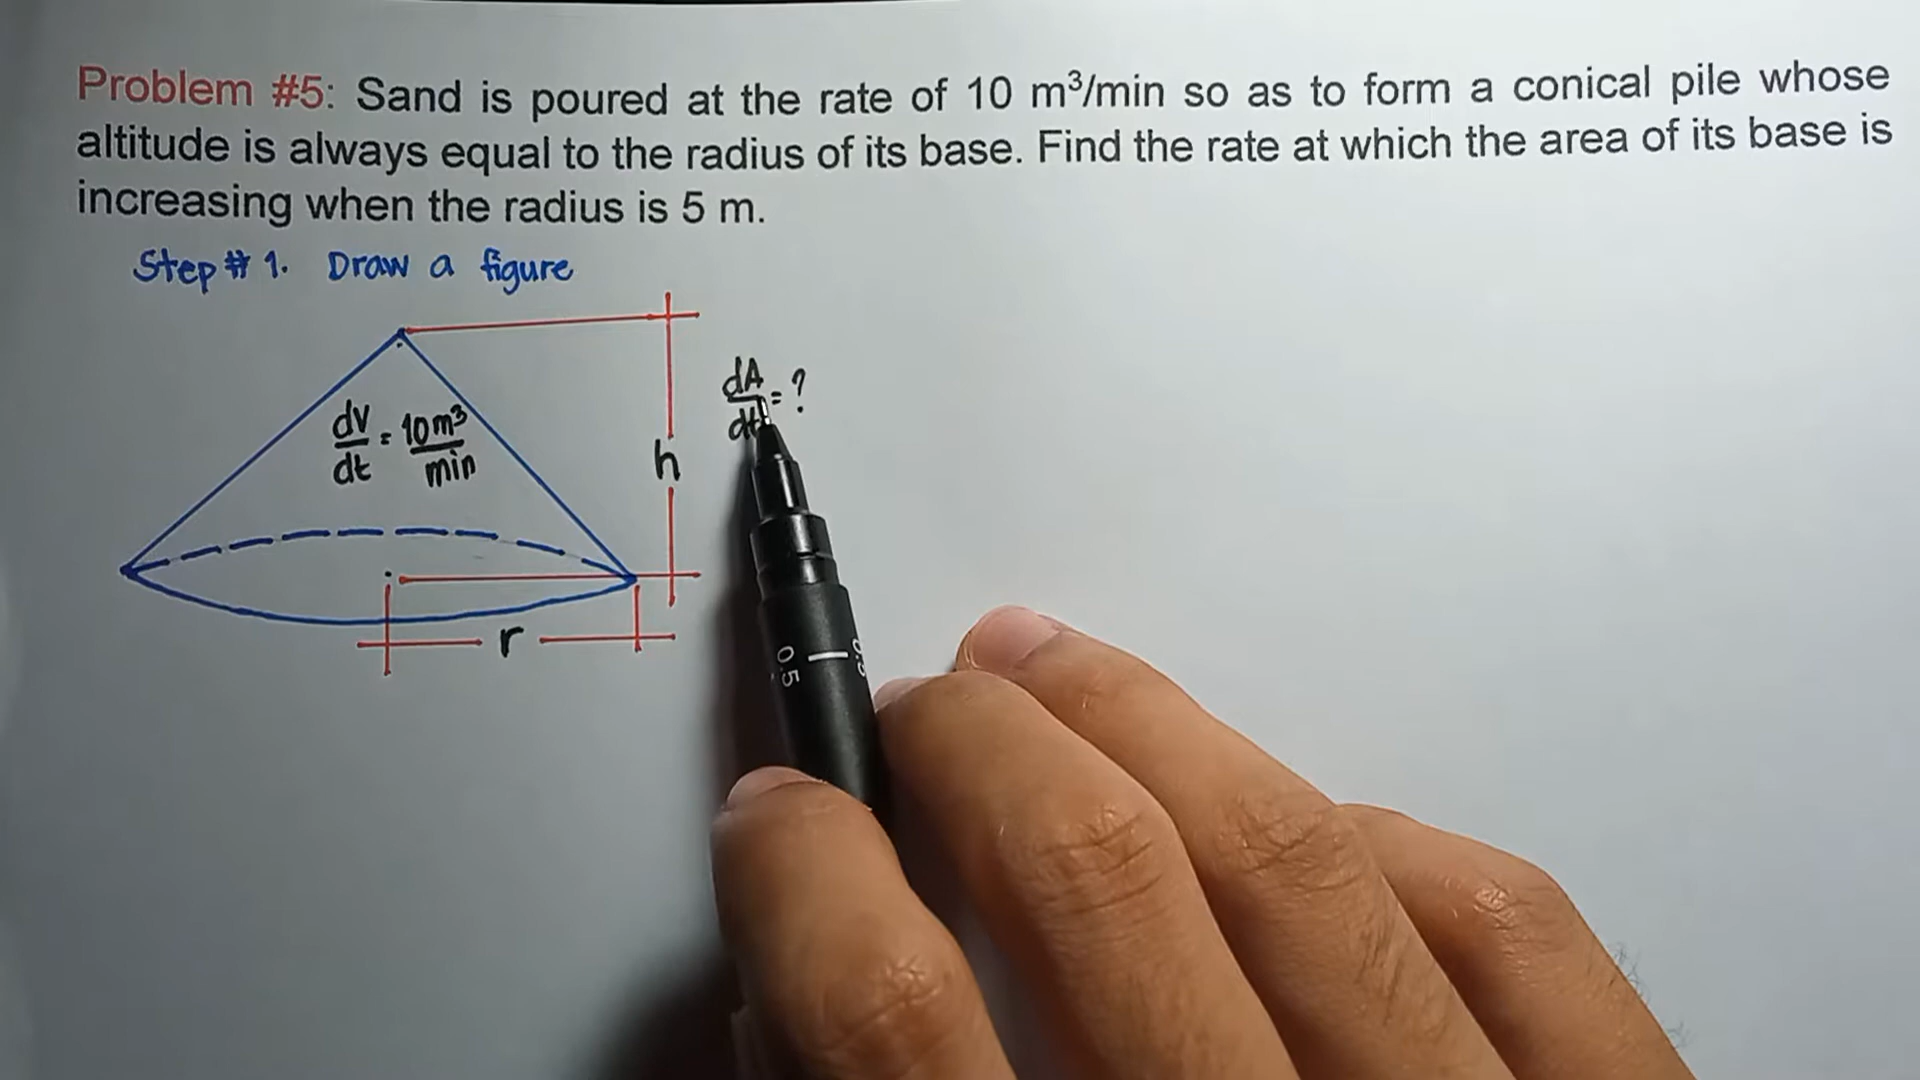 Problem #5: Sand is poured at the rate of 10 m³/min so as to form a conical pile whose
altitude is always equal to the radius of its base. Find the rate at which the area of its base is
increasing when the radius is 5 m.
Step# 1. Draw a figure
dA/dt = ?
dv/dt = 10m³/min
h
r
0.5